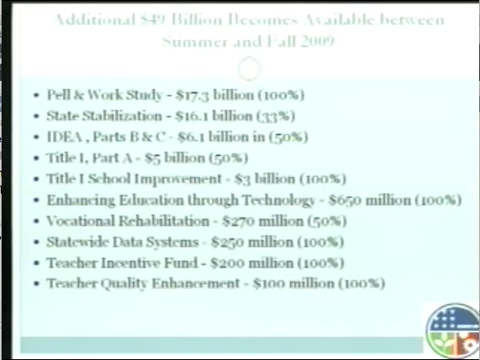 Additional $49 Billion Becomes Available between
Summer and Fall 2009
• Pell & Work Study - $17.3 billion (100%)
• State Stabilization - $16.1 billion (33%)
• IDEA , Parts B & C - $6.1 billion in (50%)
• Title I, Part A - $5 billion (50%)
• Title I School Improvement - $3 billion (100%)
• Enhancing Education through Technology - $650 million (100%)
• Vocational Rehabilitation - $270 million (50%)
• Statewide Data Systems - $250 million (100%)
• Teacher Incentive Fund - $200 million (100%)
• Teacher Quality Enhancement - $100 million (100%)